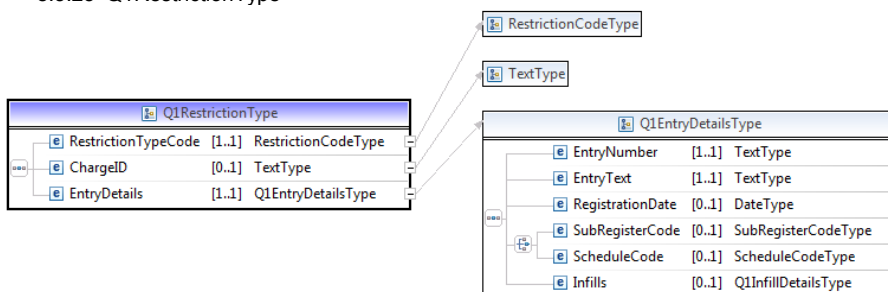 Q1RestrictionType
RestrictionCodeType
TextType
Q1RestrictionType
RestrictionTypeCode [1..1] RestrictionCodeType
ChargeID [0..1] TextType
EntryDetails [1..1] Q1EntryDetailsType
Q1EntryDetailsType
EntryNumber [1..1] TextType
EntryText [1..1] TextType
RegistrationDate [0..1] DateType
SubRegisterCode [0..1] SubRegisterCodeType
ScheduleCode [0..1] ScheduleCodeType
Infills [0..1] Q1InfillDetailsType